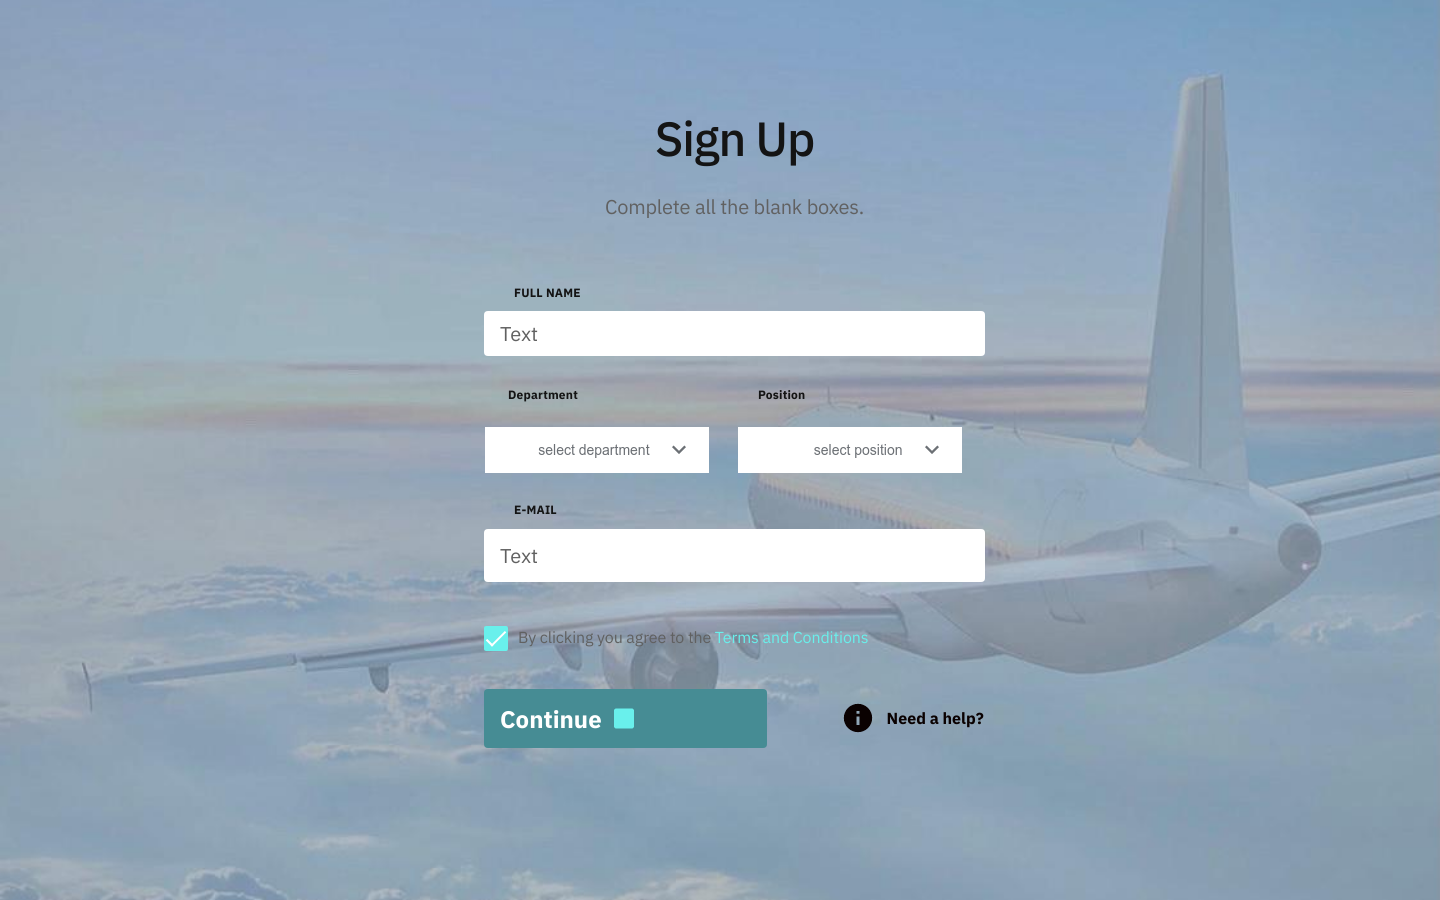 Sign Up
Complete all the blank boxes.
FULL NAME
Text
Department Position
select department select position
E-MAIL
Text
By clicking you agree to the Terms and Conditions
Continue Need a help?